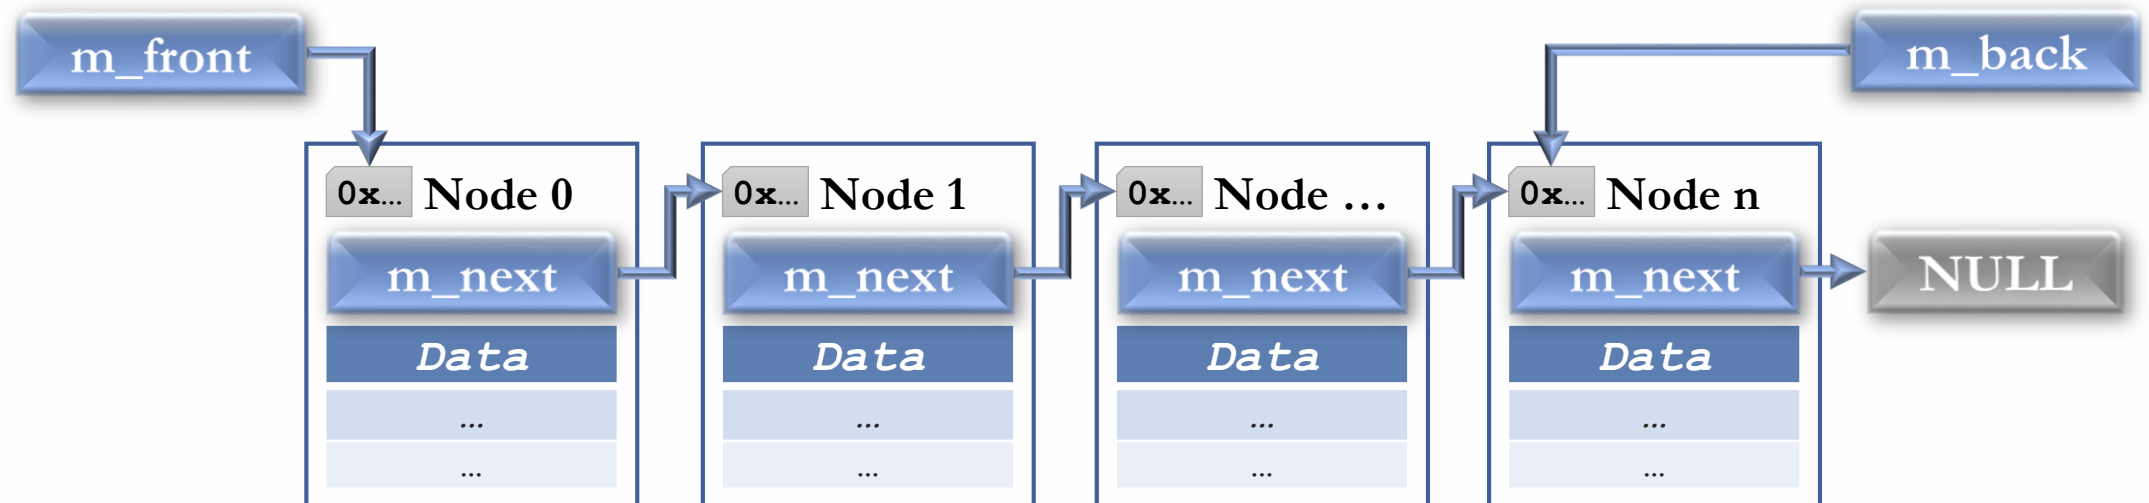 m_front
m_back
0x... Node 0
0x... Node 1
0x... Node ...
0x... Node n
m_next
m_next
m_next
m_next
NULL
Data
Data
Data
Data
...
...
...
...
...
...
...
...